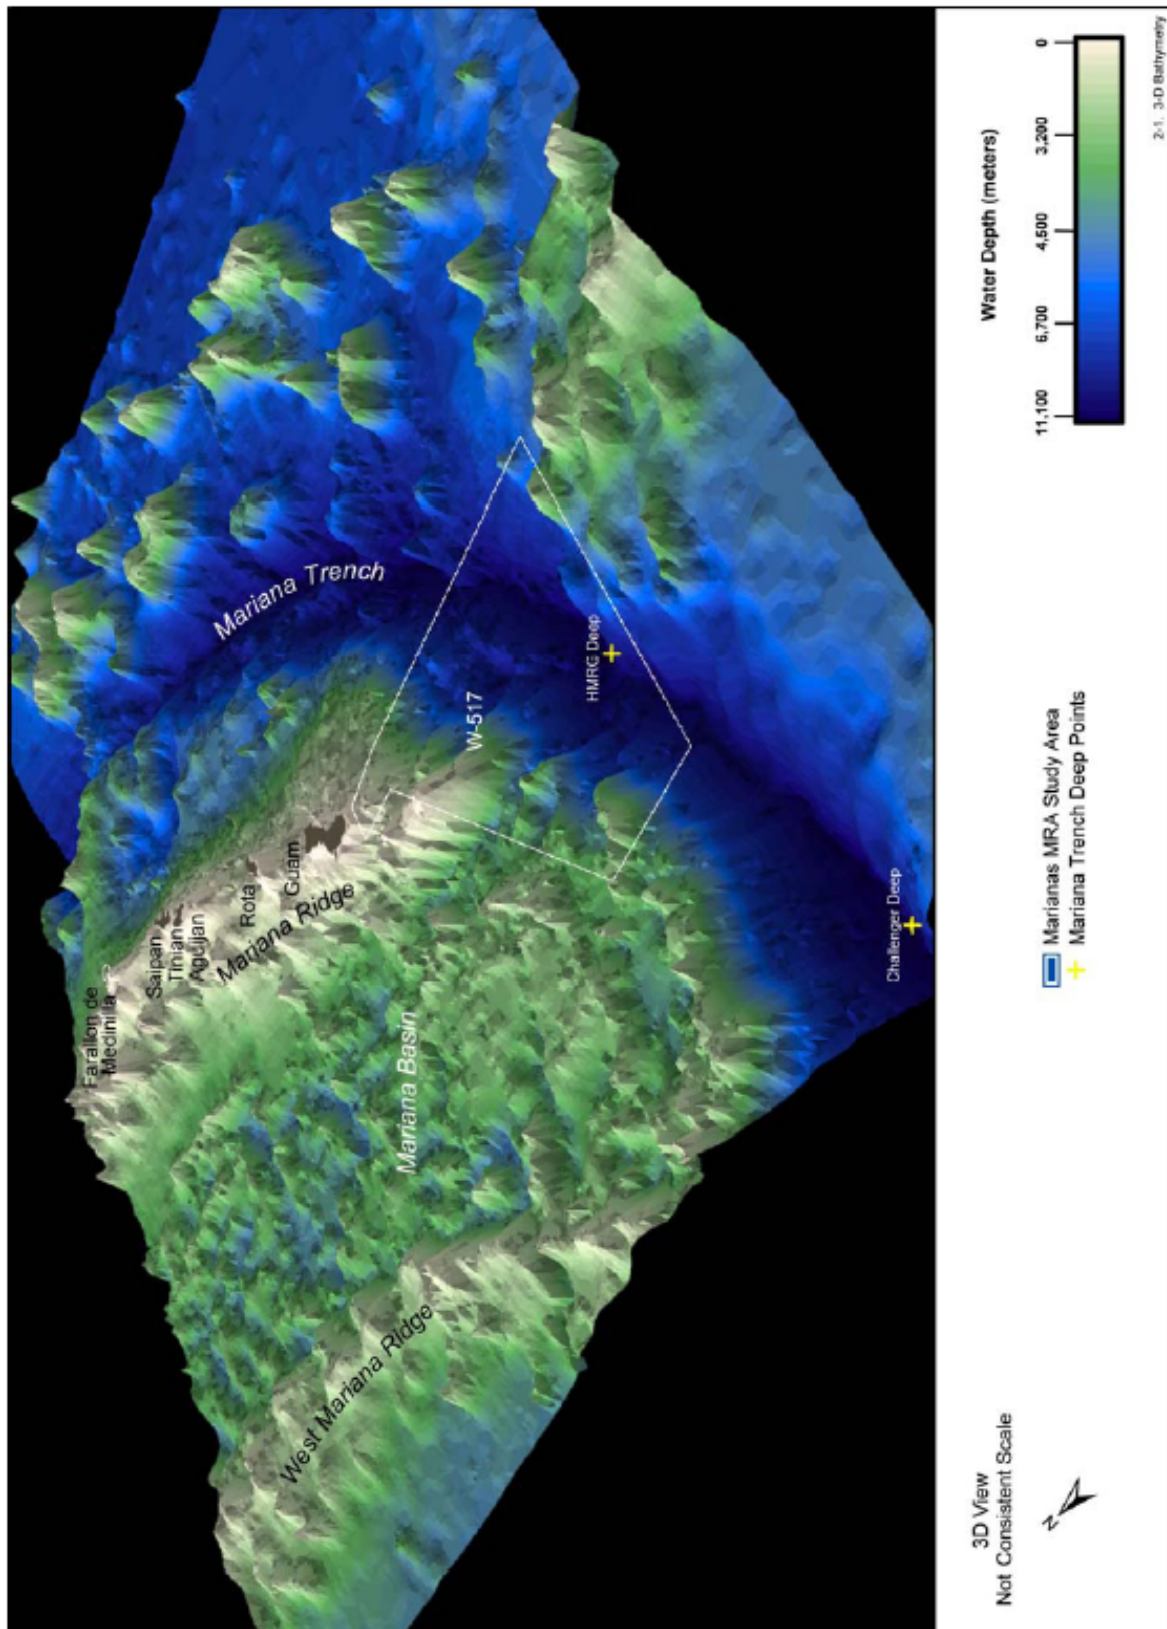 Farallon de
Medinilla
Saipan
Tinian
Aguijan
Rota
Guam
Mariana Ridge
Mariana Trench
W-517
HMRG Deep
Challenger Deep
Mariana Basin
West Mariana Ridge
3D View
Not Consistent Scale
N
Marianas MRA Study Area
Mariana Trench Deep Points
Water Depth (meters)
11,100
6,700
4,500
3,200
0
2-1. 3-D Bathymetry